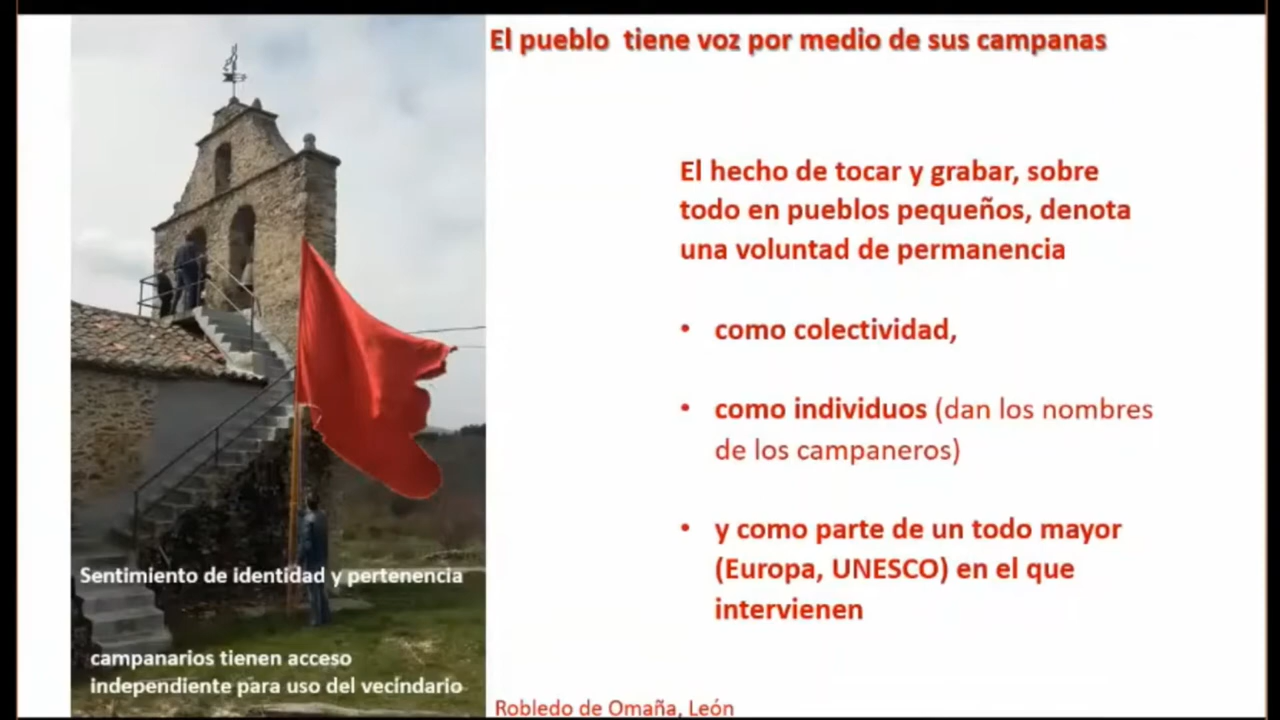 El pueblo tiene voz por medio de sus campanas
El hecho de tocar y grabar, sobre
todo en pueblos pequeños, denota
una voluntad de permanencia
• como colectividad,
• como individuos (dan los nombres
de los campaneros)
• y como parte de un todo mayor
(Europa, UNESCO) en el que
intervienen
Sentimiento de identidad y pertenencia
campanarios tienen acceso
independiente para uso del vecindario
Robledo de Omaña, León